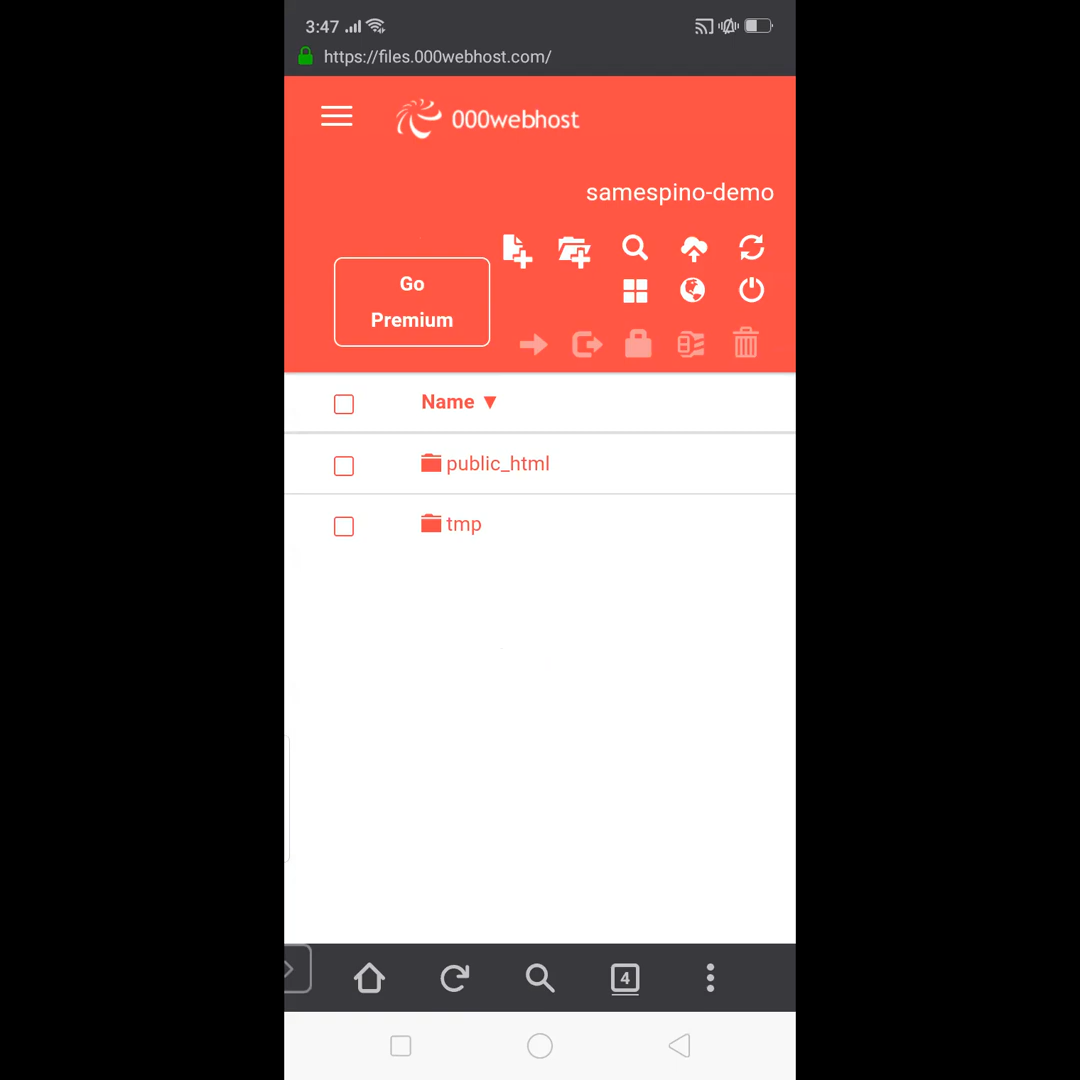 3:47
https://files.000webhost.com/
000webhost
samespino-demo
Go
Premium
Name ▼
public_html
tmp
4